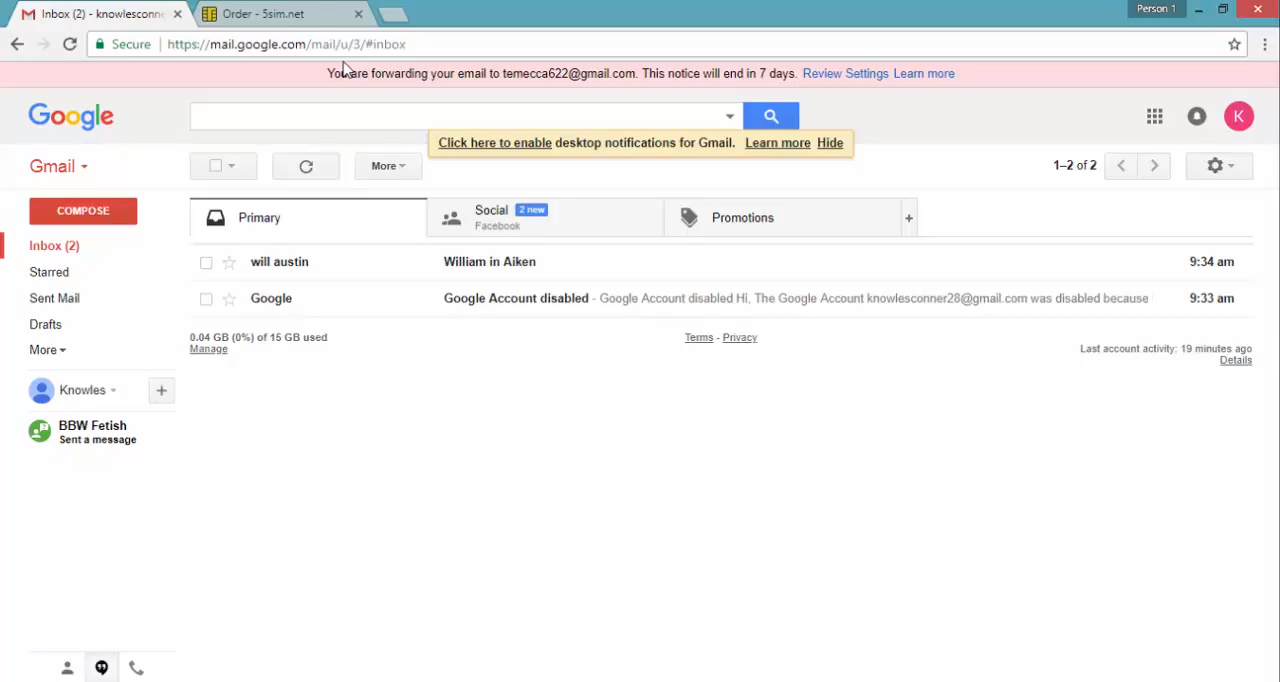 Inbox (2) - knowlesconne
Order - 5sim.net
Person 1
Secure https://mail.google.com/mail/u/3/#inbox
You are forwarding your email to temecca622@gmail.com. This notice will end in 7 days. Review Settings Learn more
Google
K
Click here to enable desktop notifications for Gmail. Learn more Hide
Gmail
More
1–2 of 2
COMPOSE
Primary
Social 2 new
Facebook
Promotions
+
Inbox (2)
Starred
Sent Mail
Drafts
More
will austin William in Aiken 9:34 am
Google Google Account disabled - Google Account disabled Hi, The Google Account knowlesconner28@gmail.com was disabled because 9:33 am
0.04 GB (0%) of 15 GB used
Manage
Terms - Privacy
Last account activity: 19 minutes ago
Details
Knowles
+
BBW Fetish
Sent a message